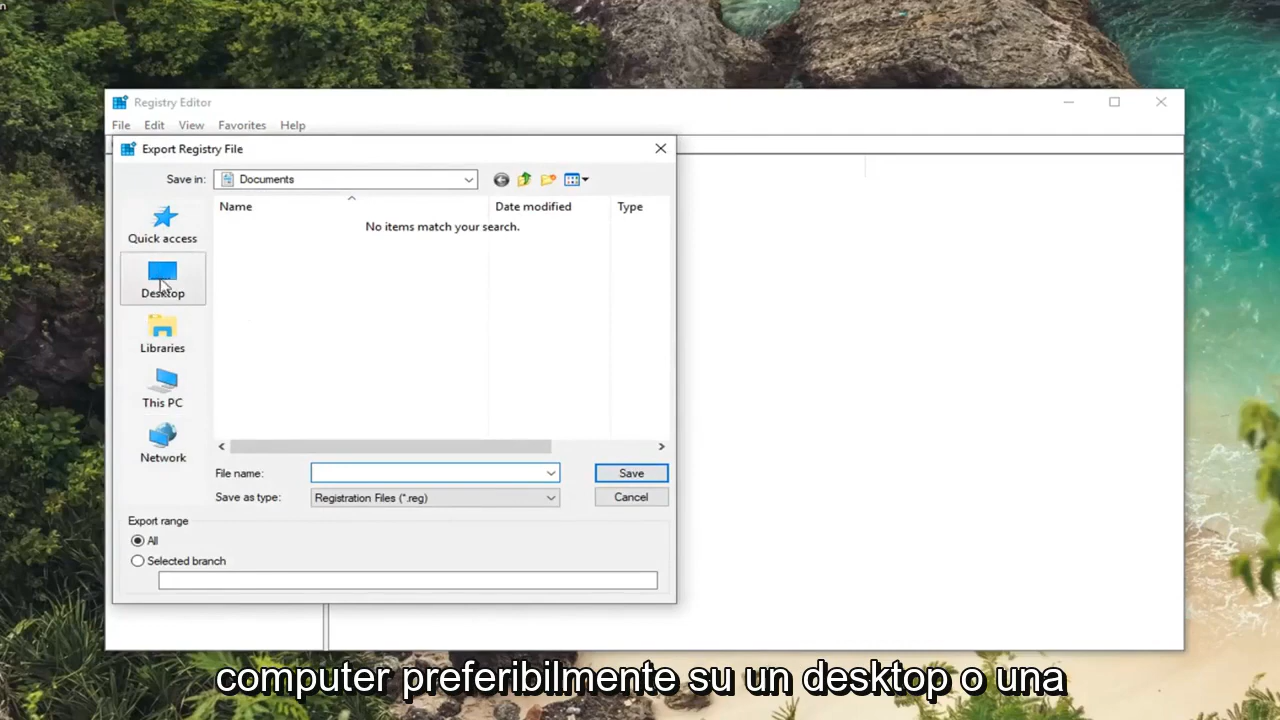 Registry Editor
File Edit View Favorites Help
Export Registry File
Save in: Documents
Name Date modified Type
No items match your search.
Quick access
Desktop
Libraries
This PC
Network
File name: Save
Save as type: Registration Files (*.reg) Cancel
Export range
All
Selected branch
computer preferibilmente su un desktop o una